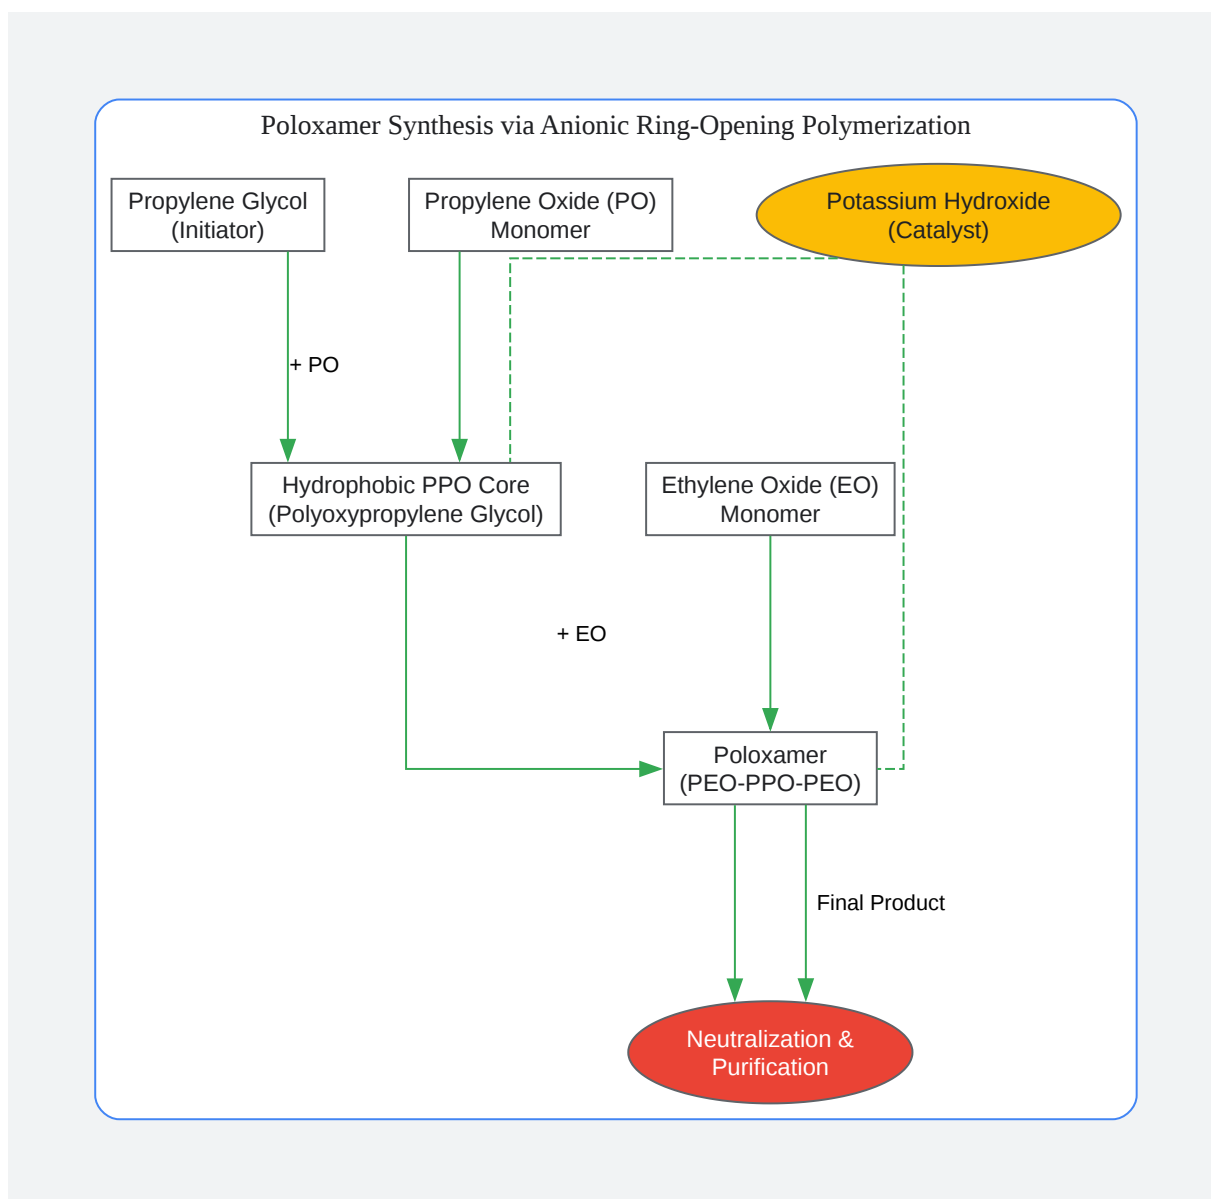 Poloxamer Synthesis via Anionic Ring-Opening Polymerization
Propylene Glycol
(Initiator)
Propylene Oxide (PO)
Monomer
Potassium Hydroxide
(Catalyst)
+ PO
Hydrophobic PPO Core
(Polyoxypropylene Glycol)
Ethylene Oxide (EO)
Monomer
+ EO
Poloxamer
(PEO-PPO-PEO)
Final Product
Neutralization &
Purification